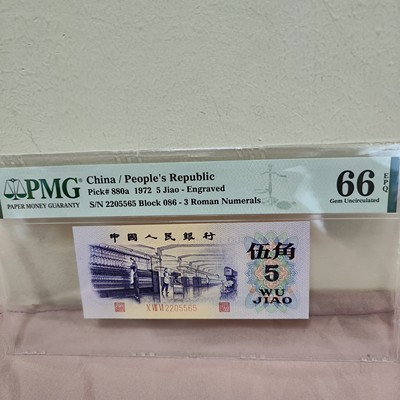 PMG
PAPER MONEY GUARANTY
China / People's Republic
Pick# 880a 1972 5 Jiao - Engraved
S/N 2205565 Block 086 - 3 Roman Numerals
66 EPQ
Gem Uncirculated
中國人民银行
伍角
5
WU JIAO
2205565